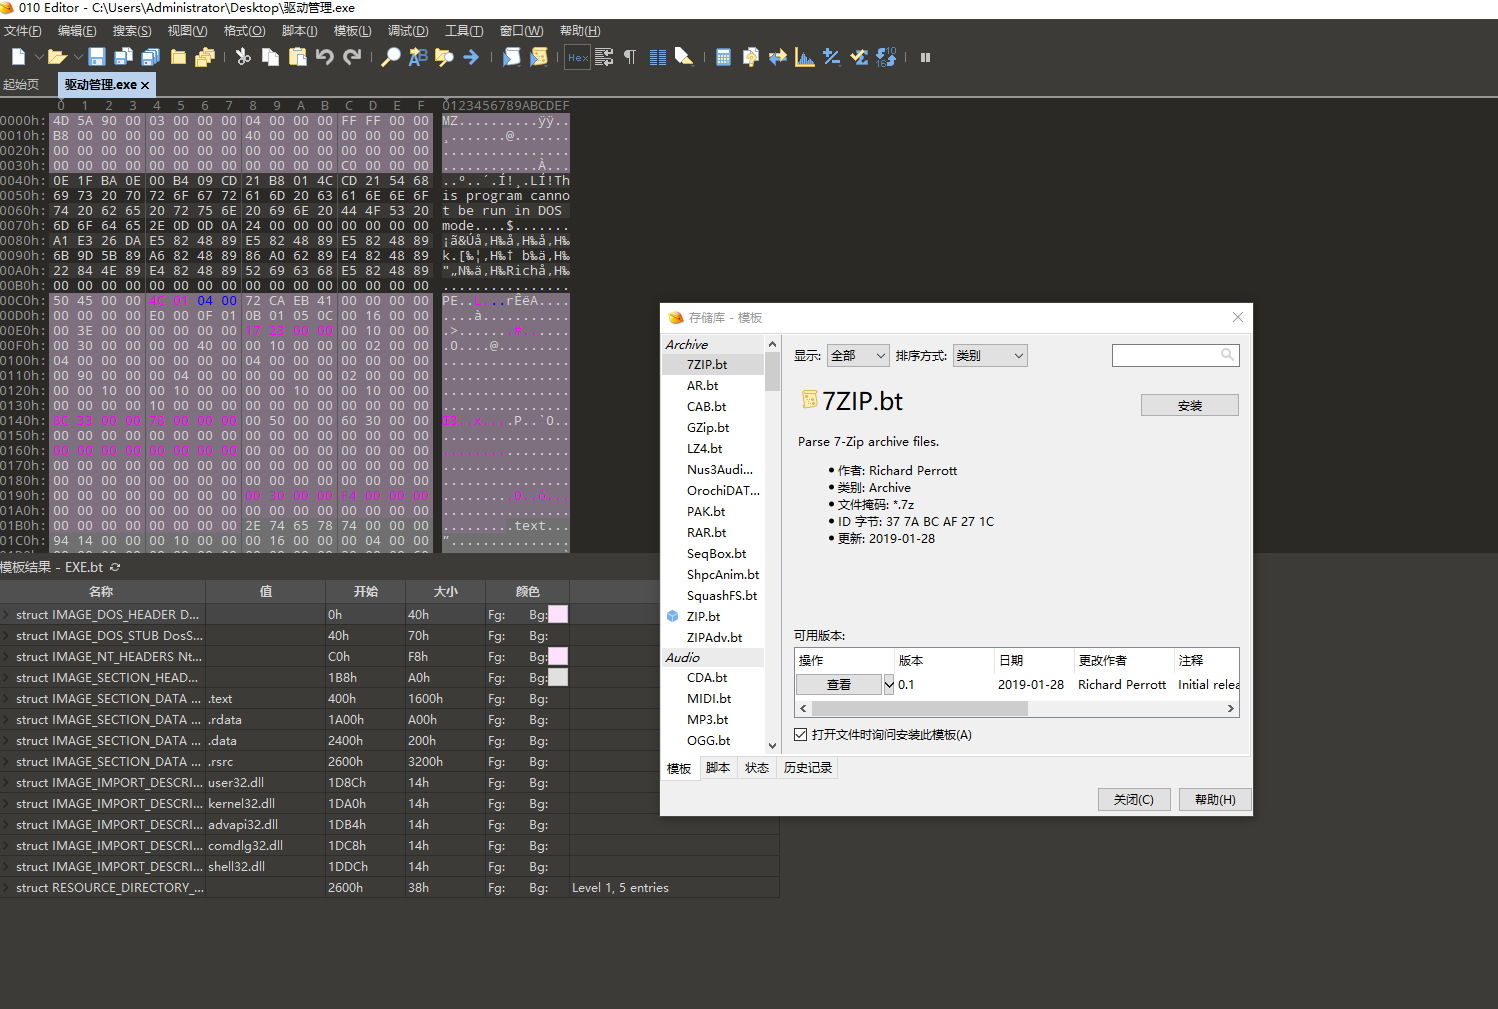 010 Editor - C:\Users\Administrator\Desktop\驱动管理.exe
文件(F) 编辑(E) 搜索(S) 视图(V) 格式(O) 脚本(I) 模板(L) 调试(D) 工具(T) 窗口(W) 帮助(H)
Hex
起始页 驱动管理.exe
0 1 2 3 4 5 6 7 8 9 A B C D E F 0123456789ABCDEF
0000h: 4D 5A 90 00 03 00 00 00 04 00 00 00 FF FF 00 00 MZ..........ÿÿ..
0010h: B8 00 00 00 00 00 00 00 40 00 00 00 00 00 00 00 ¸.......@.......
0020h: 00 00 00 00 00 00 00 00 00 00 00 00 00 00 00 00 ................
0030h: 00 00 00 00 00 00 00 00 00 00 00 00 C0 00 00 00 ............À...
0040h: 0E 1F BA 0E 00 B4 09 CD 21 B8 01 4C CD 21 54 68 ..º..´.Í!¸.LÍ!Th
0050h: 69 73 20 70 72 6F 67 72 61 6D 20 63 61 6E 6E 6F is program canno
0060h: 74 20 62 65 20 72 75 6E 20 69 6E 20 44 4F 53 20 t be run in DOS
0070h: 6D 6F 64 65 2E 0D 0D 0A 24 00 00 00 00 00 00 00 mode....$.......
0080h: A1 E3 26 DA E5 82 48 89 E5 82 48 89 E5 82 48 89 ¡ã&Úå‚H‰å‚H‰å‚H‰
0090h: 6B 9D 5B 89 A6 82 48 89 86 A0 62 89 E4 82 48 89 k.[‰¦‚H‰† b‰ä‚H‰
00A0h: 22 84 4E 89 E4 82 48 89 52 69 63 68 E5 82 48 89 "„N‰ä‚H‰Richå‚H‰
00B0h: 00 00 00 00 00 00 00 00 00 00 00 00 00 00 00 00 ................
00C0h: 50 45 00 00 4C 01 04 00 72 CA EB 41 00 00 00 00 PE..L...rÊëA....
00D0h: 00 00 00 00 E0 00 0F 01 0B 01 05 0C 00 16 00 00 ....à...........
00E0h: 00 3E 00 00 00 00 00 00 17 23 00 00 00 10 00 00 .>.......#......
00F0h: 00 30 00 00 00 00 40 00 00 10 00 00 00 02 00 00 .0....@.........
0100h: 04 00 00 00 00 00 00 00 04 00 00 00 00 00 00 00 ................
0110h: 00 90 00 00 00 04 00 00 00 00 00 00 02 00 00 00 ................
0120h: 00 00 10 00 00 10 00 00 00 00 10 00 00 10 00 00 ................
0130h: 00 00 00 00 10 00 00 00 00 00 00 00 00 00 00 00 ................
0140h: 8C 33 00 00 78 00 00 00 00 50 00 00 60 30 00 00 Œ3..x....P..`0..
0150h: 00 00 00 00 00 00 00 00 00 00 00 00 00 00 00 00 ................
0160h: 00 00 00 00 00 00 00 00 00 00 00 00 00 00 00 00 ................
0170h: 00 00 00 00 00 00 00 00 00 00 00 00 00 00 00 00 ................
0180h: 00 00 00 00 00 00 00 00 00 00 00 00 00 00 00 00 ................
0190h: 00 00 00 00 00 00 00 00 00 30 00 00 F4 00 00 00 .........0..ô...
01A0h: 00 00 00 00 00 00 00 00 00 00 00 00 00 00 00 00 ................
01B0h: 00 00 00 00 00 00 00 00 2E 74 65 78 74 00 00 00 .........text...
01C0h: 94 14 00 00 00 10 00 00 00 16 00 00 00 04 00 00 ”...............
模板结果 - EXE.bt
名称 值 开始 大小 颜色
struct IMAGE_DOS_HEADER D... 0h 40h Fg: Bg:
struct IMAGE_DOS_STUB DosS... 40h 70h Fg: Bg:
struct IMAGE_NT_HEADERS Nt... C0h F8h Fg: Bg:
struct IMAGE_SECTION_HEAD... 1B8h A0h Fg: Bg:
struct IMAGE_SECTION_DATA ... .text 400h 1600h Fg: Bg:
struct IMAGE_SECTION_DATA ... .rdata 1A00h A00h Fg: Bg:
struct IMAGE_SECTION_DATA ... .data 2400h 200h Fg: Bg:
struct IMAGE_SECTION_DATA ... .rsrc 2600h 3200h Fg: Bg:
struct IMAGE_IMPORT_DESCRI... user32.dll 1D8Ch 14h Fg: Bg:
struct IMAGE_IMPORT_DESCRI... kernel32.dll 1DA0h 14h Fg: Bg:
struct IMAGE_IMPORT_DESCRI... advapi32.dll 1DB4h 14h Fg: Bg:
struct IMAGE_IMPORT_DESCRI... comdlg32.dll 1DC8h 14h Fg: Bg:
struct IMAGE_IMPORT_DESCRI... shell32.dll 1DDCh 14h Fg: Bg:
struct RESOURCE_DIRECTORY_... 2600h 38h Fg: Bg: Level 1, 5 entries
存储库 - 模板
Archive
7ZIP.bt
AR.bt
CAB.bt
GZip.bt
LZ4.bt
Nus3Audi...
OrochiDAT...
PAK.bt
RAR.bt
SeqBox.bt
ShpcAnim.bt
SquashFS.bt
ZIP.bt
ZIPAdv.bt
Audio
CDA.bt
MIDI.bt
MP3.bt
OGG.bt
显示: 全部 排序方式: 类别
7ZIP.bt
安装
Parse 7-Zip archive files.
• 作者: Richard Perrott
• 类别: Archive
• 文件掩码: *.7z
• ID 字节: 37 7A BC AF 27 1C
• 更新: 2019-01-28
可用版本:
操作 版本 日期 更改作者 注释
查看 0.1 2019-01-28 Richard Perrott Initial relea
打开文件时询问安装此模板(A)
模板 脚本 状态 历史记录
关闭(C) 帮助(H)